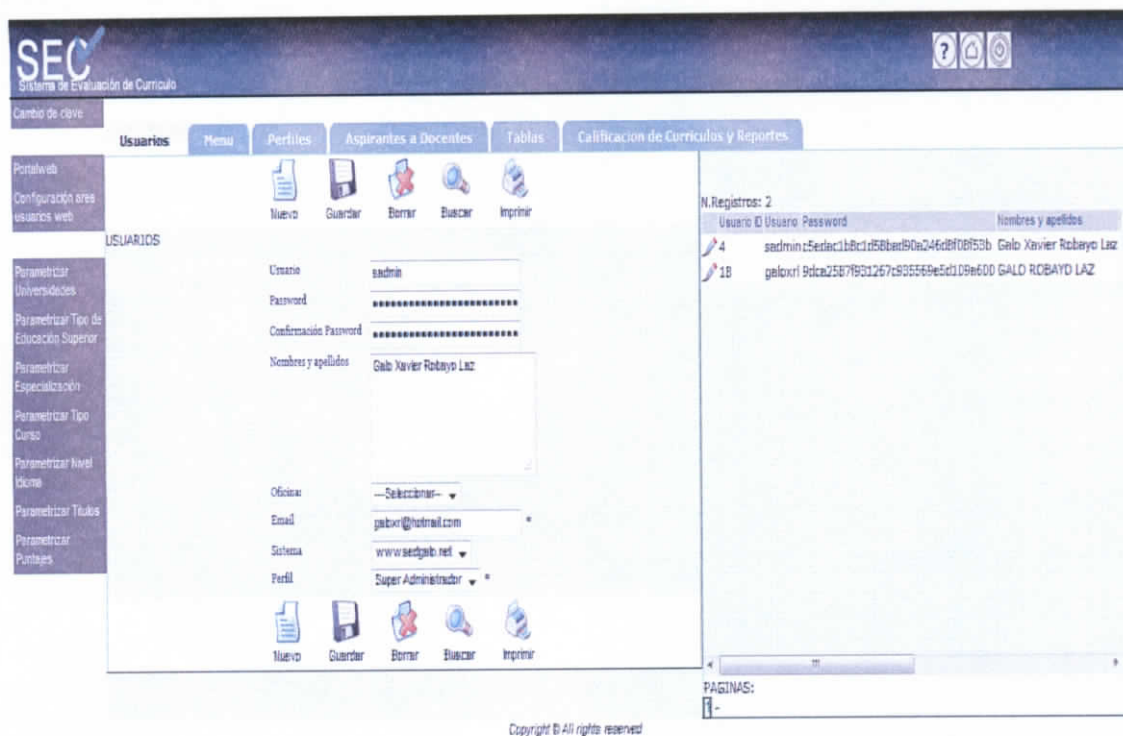 SEC
Sistema de Evaluación de Curriculo
Cambio de clave
Usuarios Menu Perfiles Aspirantes a Docentes Tablas Calificacion de Curriculos y Reportes
Portalweb
Configuración area usuarios web
Parametrizar Universidades
Parametrizar Tipo de Educación Superior
Parametrizar Especialización
Parametrizar Tipo Curso
Parametrizar Nivel Idioma
Parametrizar Titulos
Parametrizar Puntajes
Nuevo Guardar Borrar Buscar Imprimir
USUARIOS
Usuario sadmin
Password
Confirmación Password
Nombres y apellidos Galo Xavier Robayo Laz
Oficina: ---Seleccionar---
Email galoxrl@hotmail.com *
Sistema www.sedgalo.net
Perfil Super Administrador *
Nuevo Guardar Borrar Buscar Imprimir
N.Registros: 2
Usuario ID Usuario Password Nombres y apellidos
4 sadmin Galo Xavier Robayo Laz
18 galoxrl GALO ROBAYO LAZ
PAGINAS:
1 -
Copyright © All rights reserved